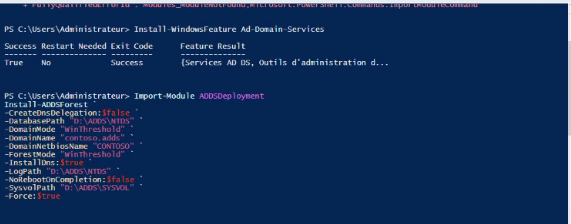 + FullyQualifiedErrorId : Modules_ModuleNotFound,Microsoft.PowerShell.Commands.ImportModuleCommand
PS C:\Users\Administrateur> Install-WindowsFeature Ad-Domain-Services
Success Restart Needed Exit Code      Feature Result
------- -------------- ---------      --------------
True    No             Success        {Services AD DS, Outils d'administration d...
PS C:\Users\Administrateur> Import-Module ADDSDeployment
Install-ADDSForest `
-CreateDnsDelegation:$false `
-DatabasePath "D:\ADDS\NTDS" `
-DomainMode "WinThreshold" `
-DomainName "contoso.adds" `
-DomainNetbiosName "CONTOSO" `
-ForestMode "WinThreshold" `
-InstallDns:$true `
-LogPath "D:\ADDS\NTDS" `
-NoRebootOnCompletion:$false `
-SysvolPath "D:\ADDS\SYSVOL" `
-Force:$true